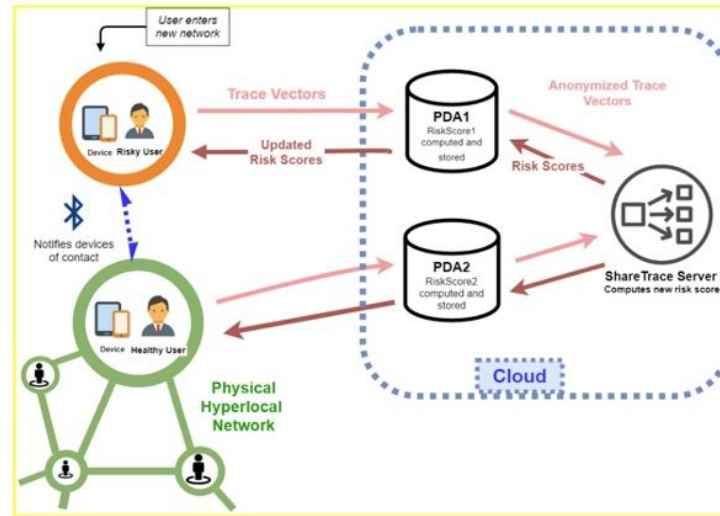 User enters
new network
Device Risky User
Trace Vectors
Updated
Risk Scores
PDA1
RiskScore1
computed and
stored
Anonymized Trace
Vectors
Risk Scores
Notifies devices
of contact
PDA2
RiskScore2
computed and
stored
ShareTrace Server
Computes new risk score
Device Healthy User
Physical
Hyperlocal
Network
Cloud